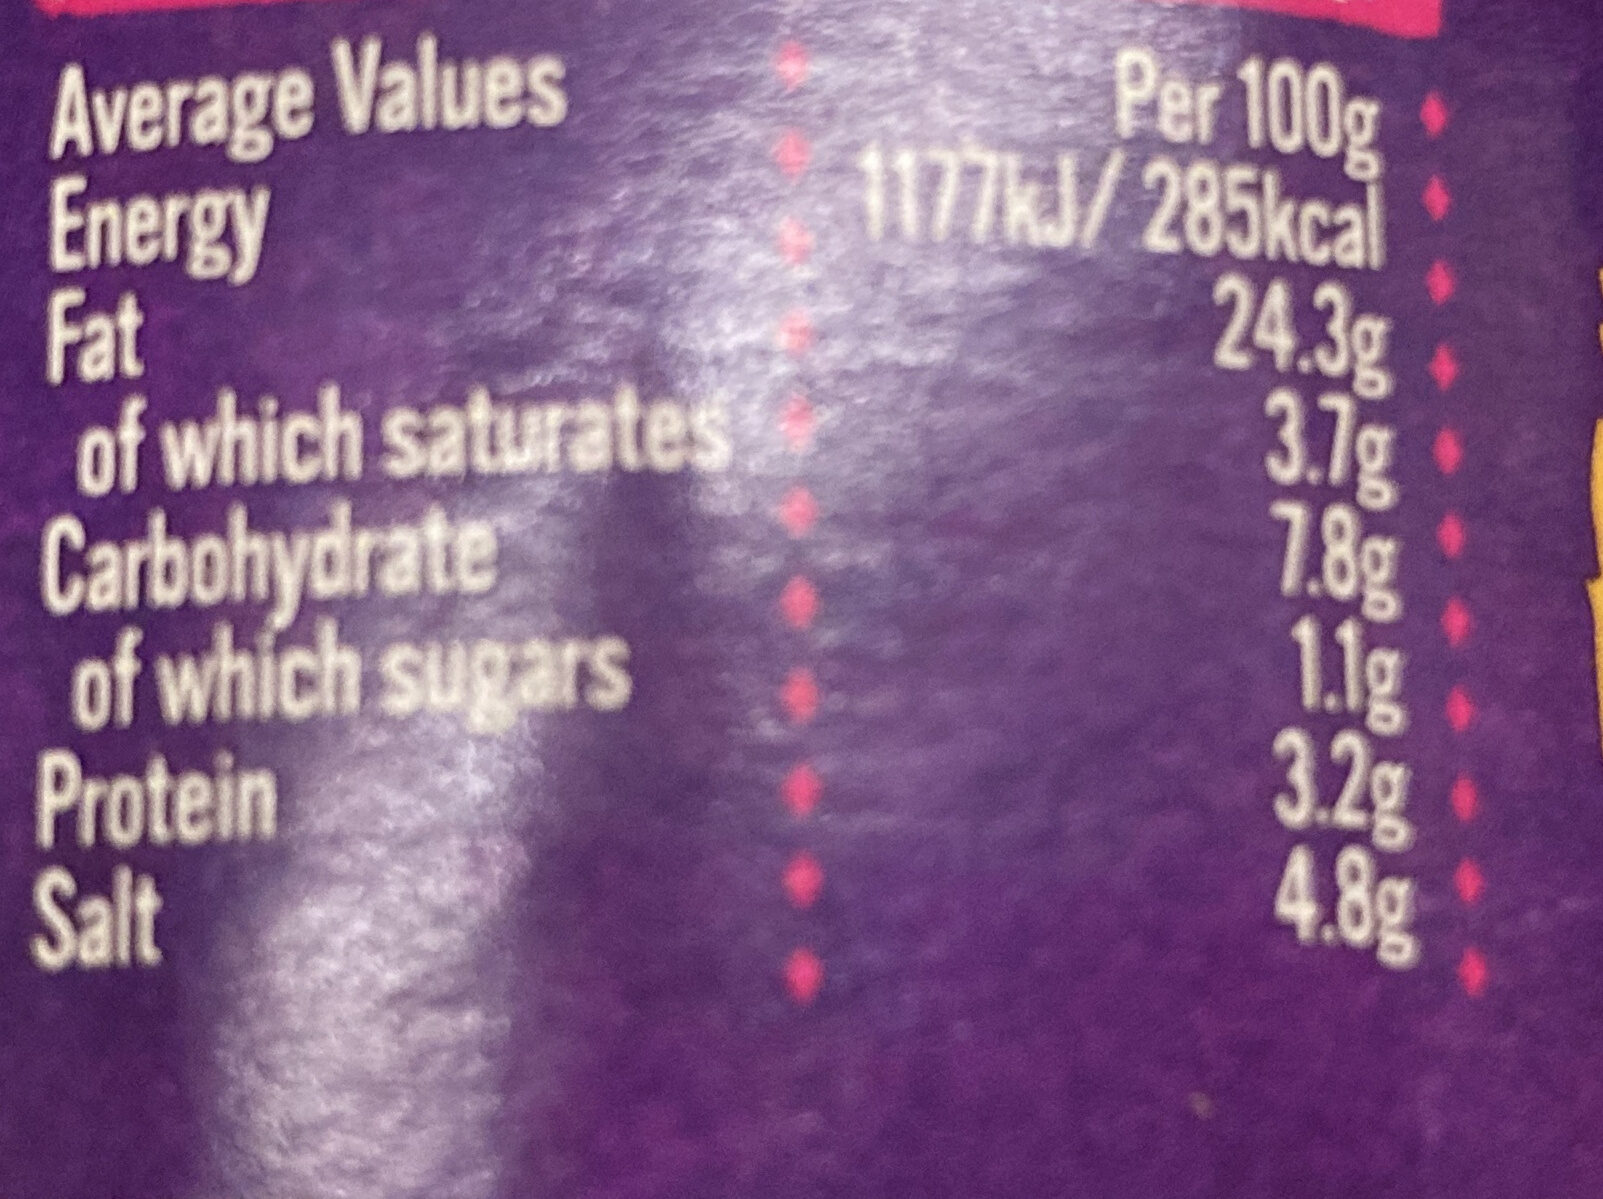 Average Values Per 100g
Energy 1177kJ/ 285kcal
Fat 24.3g
of which saturates 3.7g
Carbohydrate 7.8g
of which sugars 1.1g
Protein 3.2g
Salt 4.8g